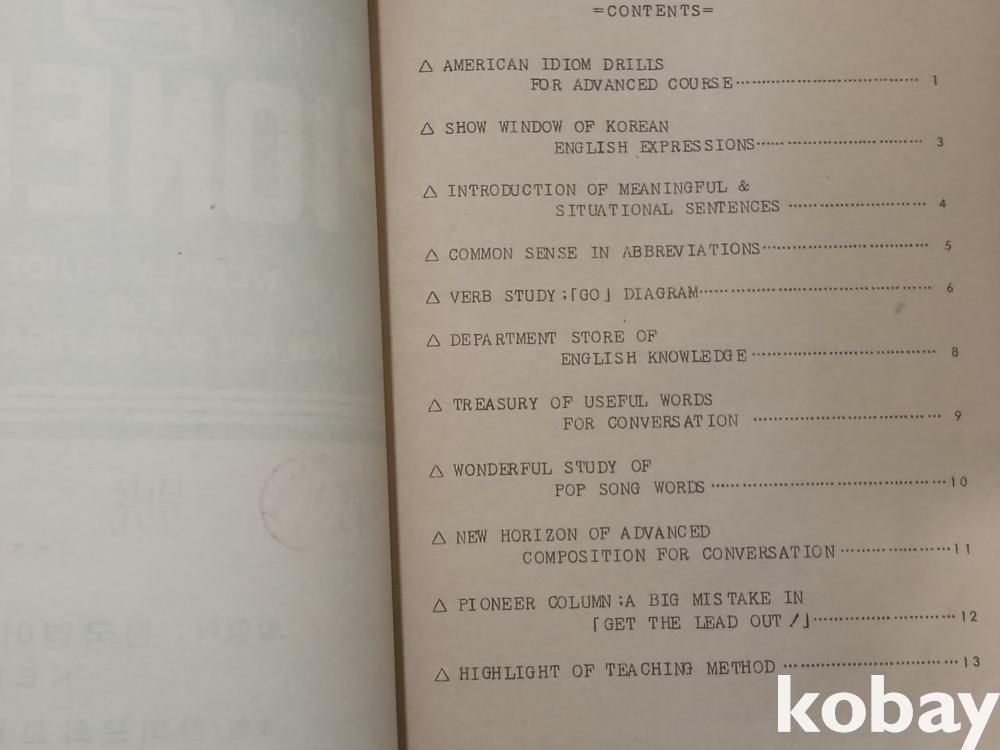 =CONTENTS=
△ AMERICAN IDIOM DRILLS
FOR ADVANCED COURSE 1
△ SHOW WINDOW OF KOREAN
ENGLISH EXPRESSIONS 3
△ INTRODUCTION OF MEANINGFUL &
SITUATIONAL SENTENCES 4
△ COMMON SENSE IN ABBREVIATIONS 5
△ VERB STUDY;「GO」 DIAGRAM 6
△ DEPARTMENT STORE OF
ENGLISH KNOWLEDGE 8
△ TREASURY OF USEFUL WORDS
FOR CONVERSATION 9
△ WONDERFUL STUDY OF
POP SONG WORDS 10
△ NEW HORIZON OF ADVANCED
COMPOSITION FOR CONVERSATION 11
△ PIONEER COLUMN;A BIG MISTAKE IN
「GET THE LEAD OUT!」 12
△ HIGHLIGHT OF TEACHING METHOD 13
kobay